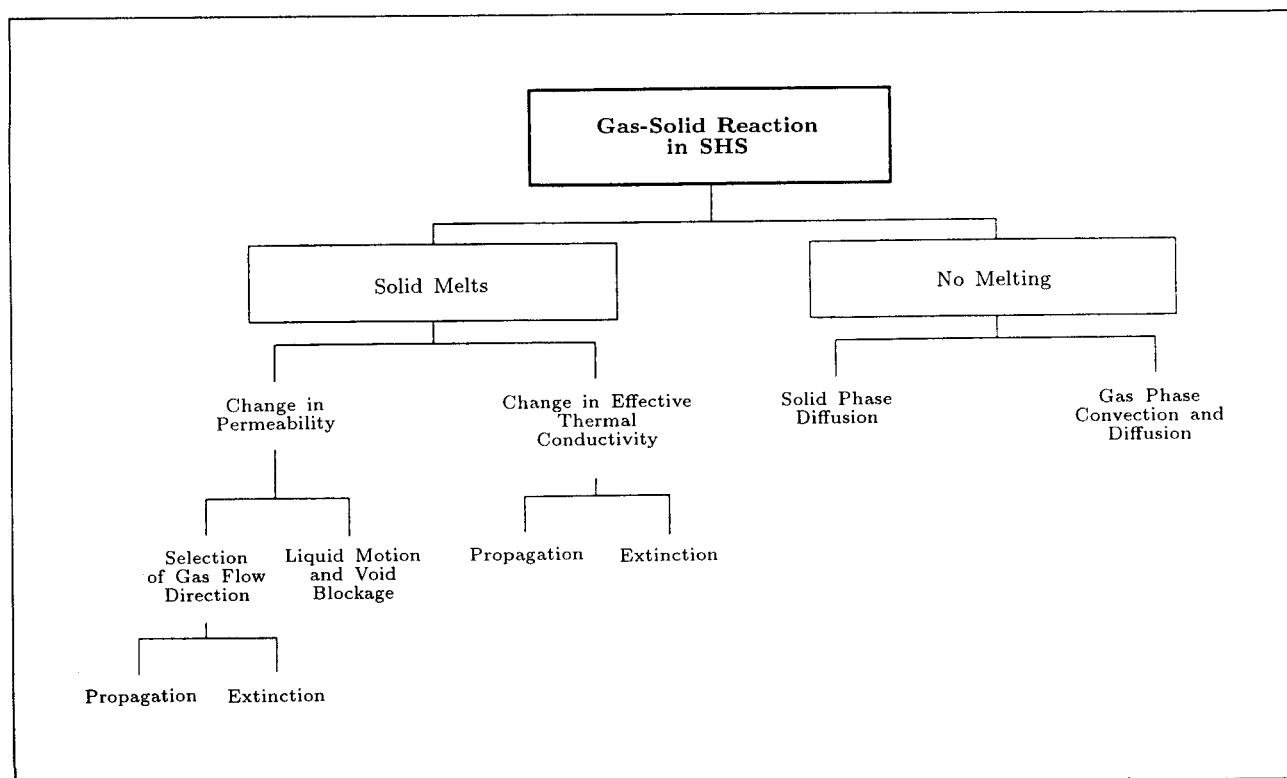 Gas-Solid Reaction
in SHS
Solid Melts
No Melting
Change in
Permeability
Change in Effective
Thermal
Conductivity
Solid Phase
Diffusion
Gas Phase
Convection and
Diffusion
Selection
of Gas Flow
Direction
Liquid Motion
and Void
Blockage
Propagation
Extinction
Propagation
Extinction